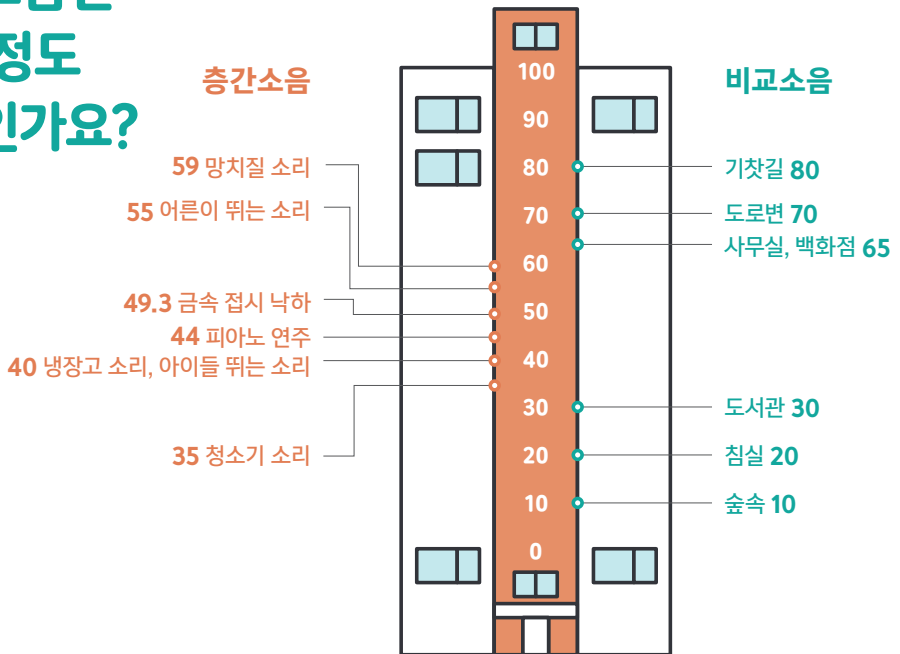 정도
인가요?
층간소음
59 망치질 소리
55 어른이 뛰는 소리
49.3 금속 접시 낙하
44 피아노 연주
40 냉장고 소리, 아이들 뛰는 소리
35 청소기 소리
100
90
80
70
60
50
40
30
20
10
0
비교소음
기찻길 80
도로변 70
사무실, 백화점 65
도서관 30
침실 20
숲속 10